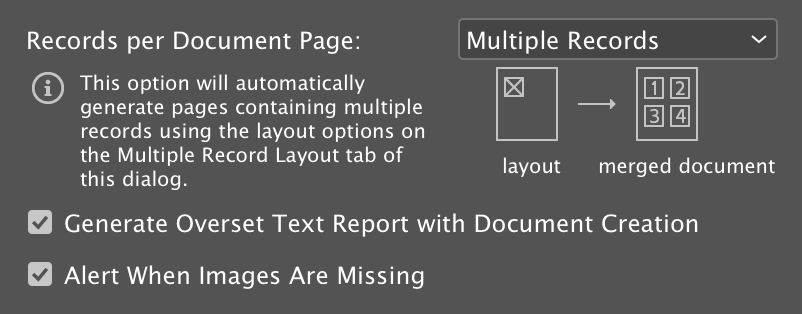 Records per Document Page:
Multiple Records
This option will automatically
generate pages containing multiple
records using the layout options on
the Multiple Record Layout tab of
this dialog.
1 2
3 4
layout
merged document
Generate Overset Text Report with Document Creation
Alert When Images Are Missing